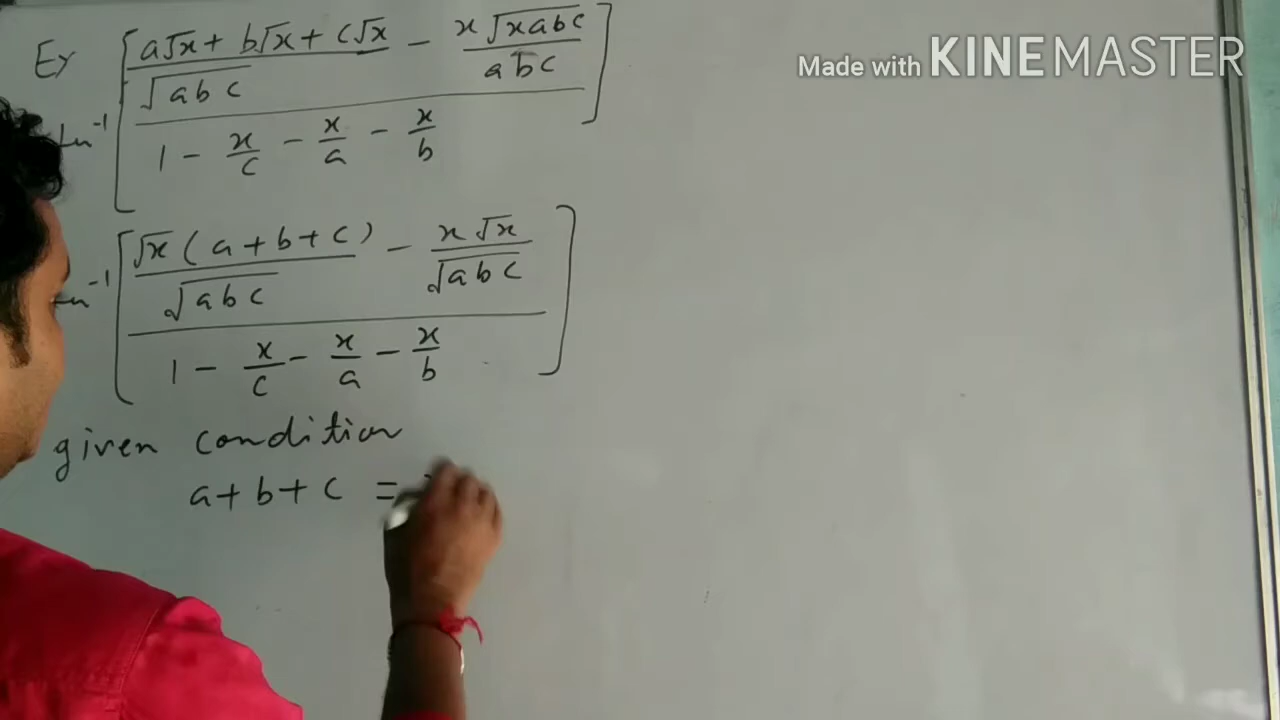 Made with KINEMASTER
Ex [ a√x + b√x + c√x - x√xabc ]
√abc abc
1 - x/c - x/a - x/b
[ √x (a+b+c) - x√x ]
√abc √abc
1 - x/c - x/a - x/b
given condition
a+b+c =